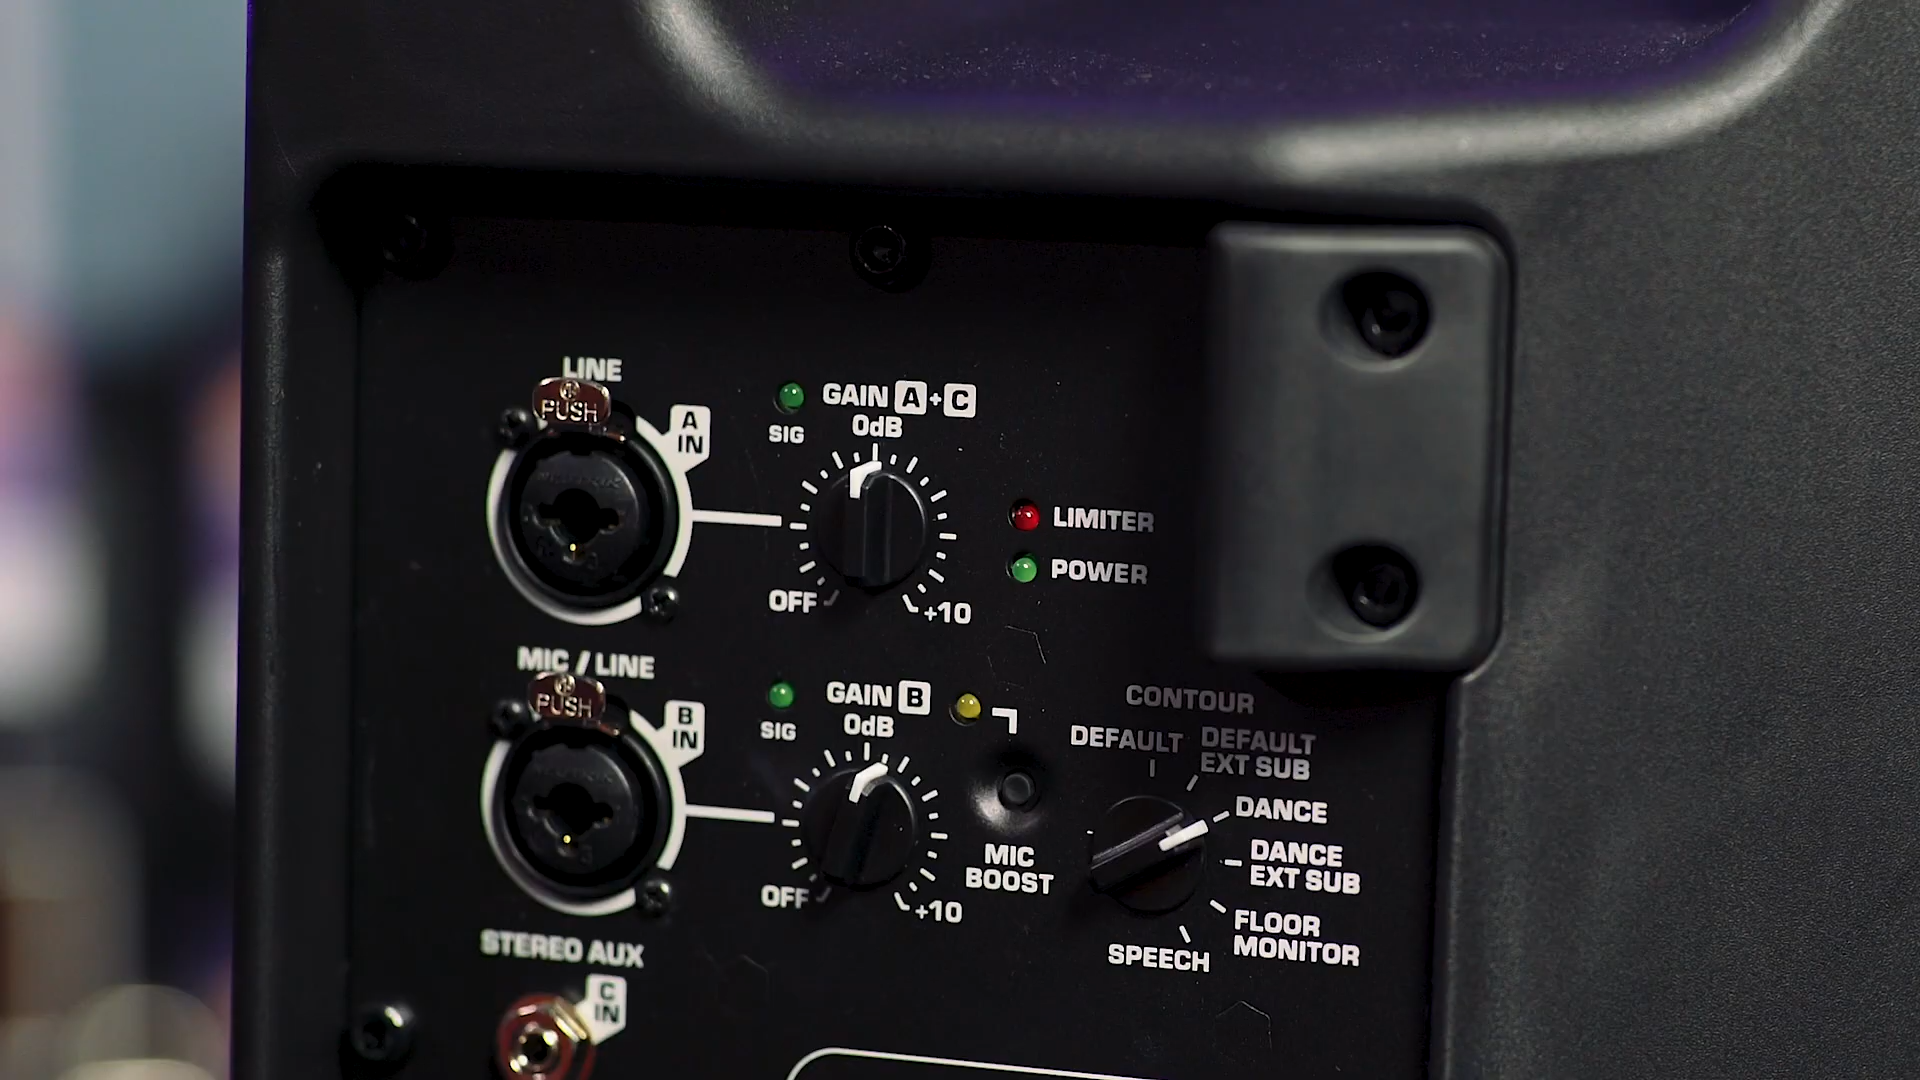 LINE
PUSH
A
IN
SIG
GAIN A+C
0dB
OFF
+10
LIMITER
POWER
MIC / LINE
PUSH
B
IN
SIG
GAIN B
0dB
OFF
+10
MIC
BOOST
CONTOUR
DEFAULT
DEFAULT
EXT SUB
DANCE
DANCE
EXT SUB
FLOOR
MONITOR
SPEECH
STEREO AUX
C
IN